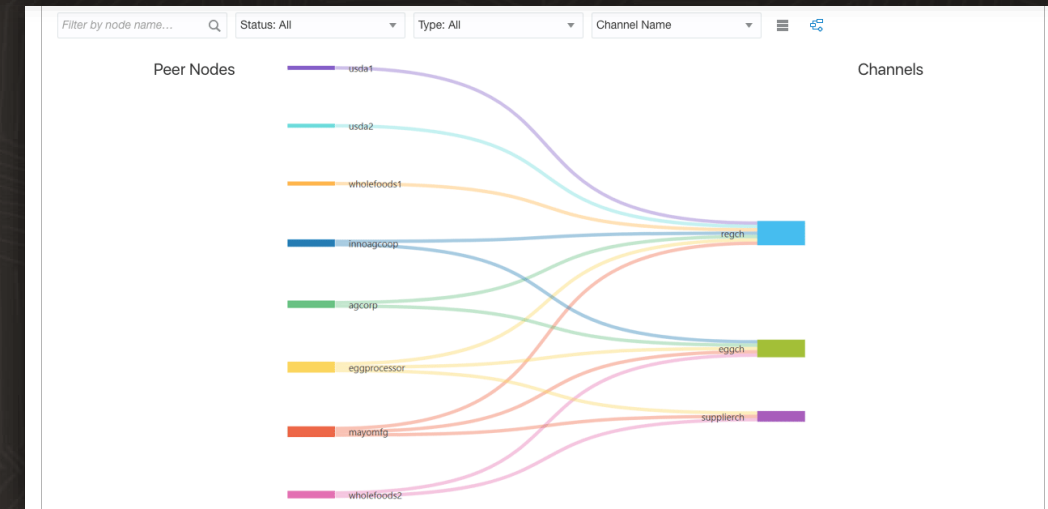 Filter by node name... Status: All Type: All Channel Name
Peer Nodes
Channels
usda1
usda2
wholefoods1
innoagcoop
agcorp
eggprocessor
mayomfg
wholefoods2
regch
eggch
supplierch